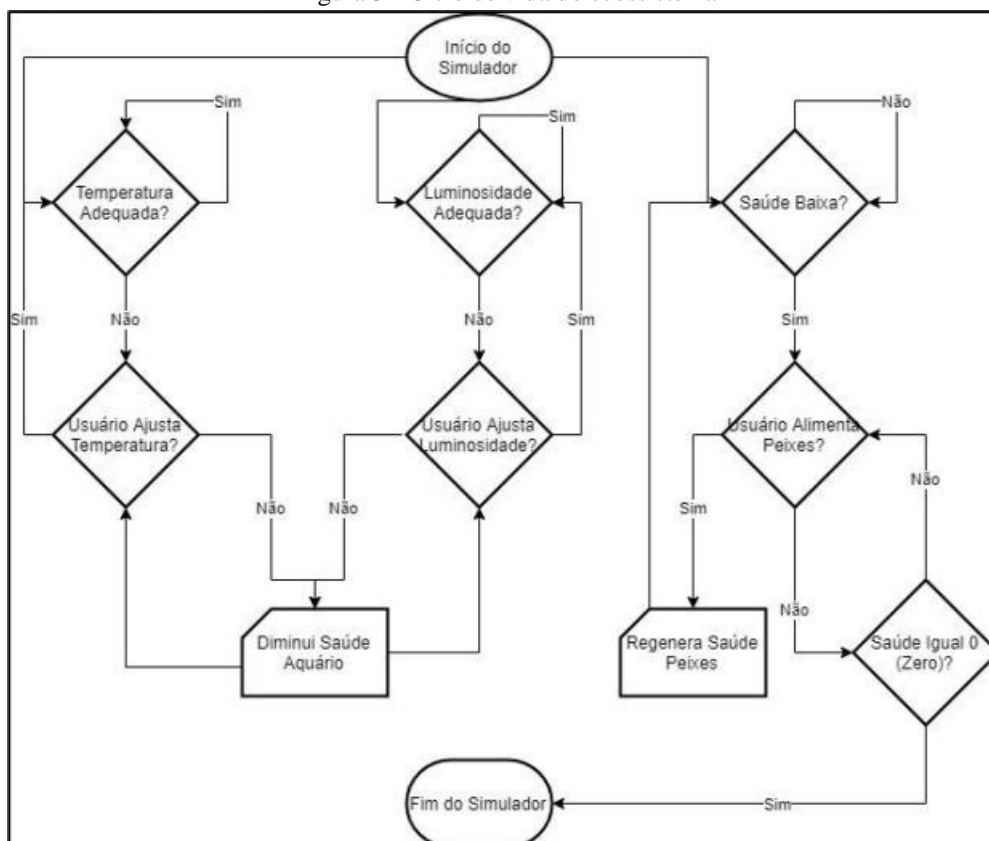 Início do
Simulador
Sim
Sim
Não
Temperatura
Adequada?
Luminosidade
Adequada?
Saúde Baixa?
Sim
Não
Não
Sim
Sim
Usuário Ajusta
Temperatura?
Usuário Ajusta
Luminosidade?
Usuário Alimenta
Peixes?
Não
Não
Não
Sim
Não
Diminui Saúde
Aquário
Regenera Saúde
Peixes
Saúde Igual 0
(Zero)?
Fim do Simulador
Sim